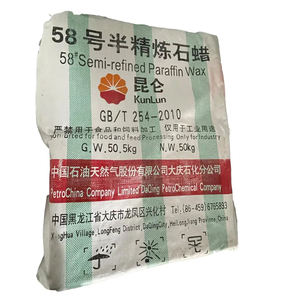 58号半精炼石蜡
58#Semi-refined Paraffin Wax
昆仑
KunLun
GB/T 254-2010
严禁用于食品和饲料加工，仅用于工业用途
for food and feed Processing Only for Industry
G,W,50,5kg N,W,50kg
中国石油天然气股份有限公司大庆石化分公司
PetroChina Company Limited DaQing PetroChemical Company
中国黑龙江省大庆市龙凤区兴化村 (86-459)6765893
XingHua Village,LongFeng District,DaQingCity,HeiLongJiang Province,China